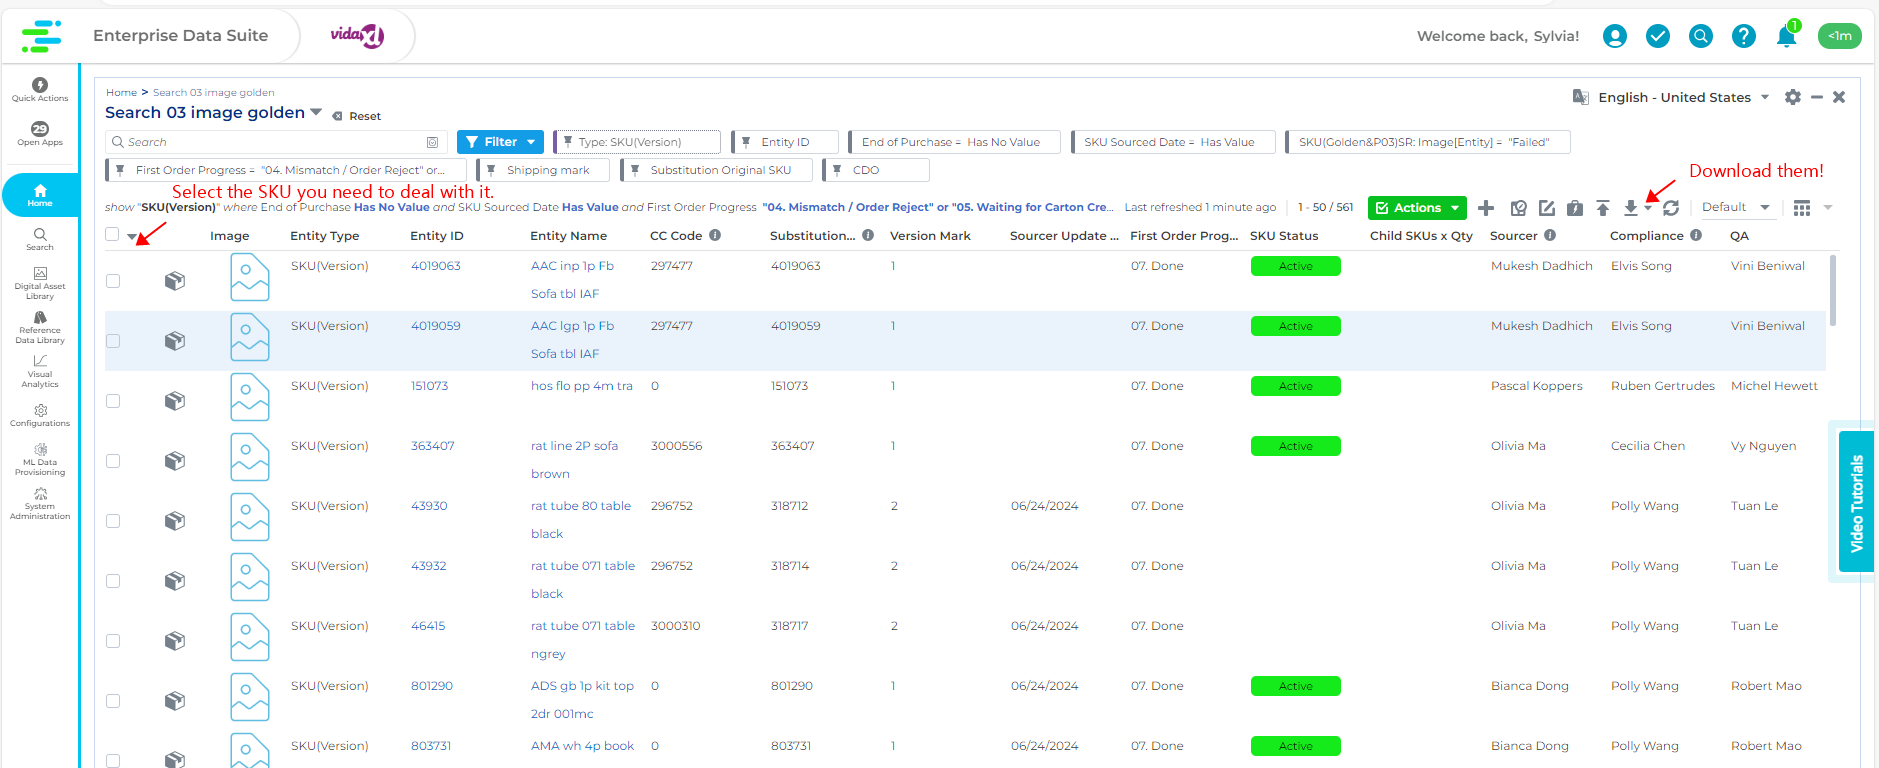 Enterprise Data Suite
vidaXL
Welcome back, Sylvia!
1
<1m
Quick Actions
29
Open Apps
Home
Search
Digital Asset
Library
Reference
Data Library
Visual
Analytics
Configurations
ML Data
Provisioning
System
Administration
Home > Search 03 image golden
Search 03 image golden Reset
English - United States
Search
Filter
Type: SKU(Version)
Entity ID
End of Purchase = Has No Value
SKU Sourced Date = Has Value
SKU(Golden&P03)SR: Image[Entity] = "Failed"
First Order Progress = "04. Mismatch / Order Reject" or...
Shipping mark
Substitution Original SKU
CDO
Select the SKU you need to deal with it.
Download them!
show "SKU(Version)" where End of Purchase Has No Value and SKU Sourced Date Has Value and First Order Progress "04. Mismatch / Order Reject" or "05. Waiting for Carton Cre... Last refreshed 1 minute ago 1 - 50 / 561 Actions Default
Image Entity Type Entity ID Entity Name CC Code Substitution... Version Mark Sourcer Update ... First Order Prog... SKU Status Child SKUs x Qty Sourcer Compliance QA
SKU(Version) 4019063 AAC inp 1p Fb 297477 4019063 1 07. Done Active Mukesh Dadhich Elvis Song Vini Beniwal
Sofa tbl IAF
SKU(Version) 4019059 AAC lgp 1p Fb 297477 4019059 1 07. Done Active Mukesh Dadhich Elvis Song Vini Beniwal
Sofa tbl IAF
SKU(Version) 151073 hos flo pp 4m tra 0 151073 1 07. Done Active Pascal Koppers Ruben Gertrudes Michel Hewett
SKU(Version) 363407 rat line 2P sofa 3000556 363407 1 07. Done Active Olivia Ma Cecilia Chen Vy Nguyen
brown
SKU(Version) 43930 rat tube 80 table 296752 318712 2 06/24/2024 07. Done Olivia Ma Polly Wang Tuan Le
black
SKU(Version) 43932 rat tube 071 table 296752 318714 2 06/24/2024 07. Done Olivia Ma Polly Wang Tuan Le
black
SKU(Version) 46415 rat tube 071 table 3000310 318717 2 06/24/2024 07. Done Olivia Ma Polly Wang Tuan Le
ngrey
SKU(Version) 801290 ADS gb 1p kit top 0 801290 1 06/24/2024 07. Done Active Bianca Dong Polly Wang Robert Mao
2dr 001mc
SKU(Version) 803731 AMA wh 4p book 0 803731 1 06/24/2024 07. Done Active Bianca Dong Polly Wang Robert Mao
Video Tutorials